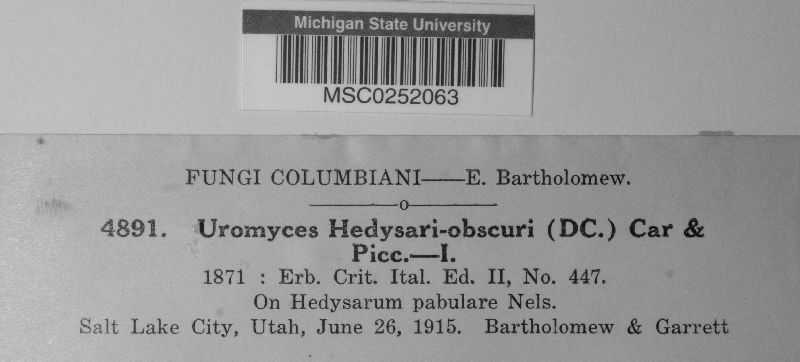 Michigan State University
MSC0252063
FUNGI COLUMBIANI——E. Bartholomew.
o
4891. Uromyces Hedysari-obscuri (DC.) Car &
Picc.—I.
1871 : Erb. Crit. Ital. Ed. II, No. 447.
On Hedysarum pabulare Nels.
Salt Lake City, Utah, June 26, 1915. Bartholomew & Garrett